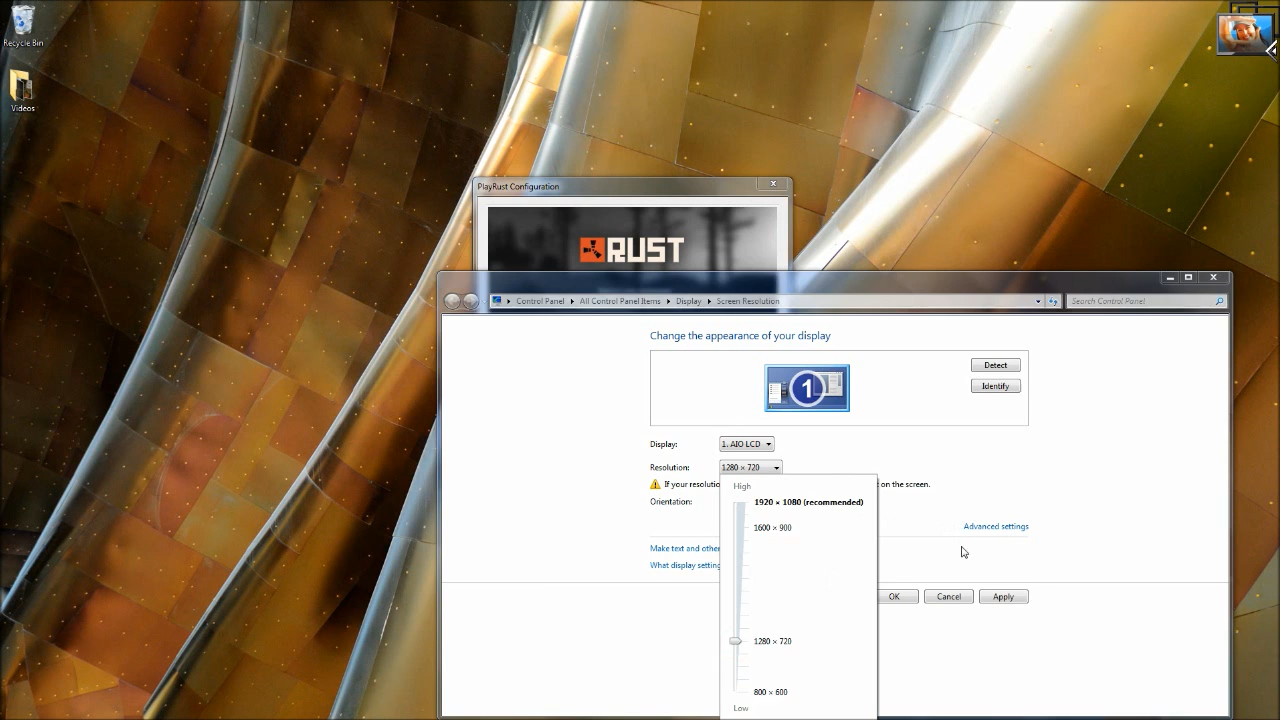 Recycle Bin
Videos
PlayRust Configuration
RUST
Control Panel All Control Panel Items Display Screen Resolution
Search Control Panel
Change the appearance of your display
1
Detect
Identify
Display: 1. AIO LCD
Resolution: 1280 × 720
If your resolutio
d on the screen.
Orientation:
High
1920 × 1080 (recommended)
1600 × 900
1280 × 720
800 × 600
Low
Advanced settings
Make text and other
What display setting
OK Cancel Apply